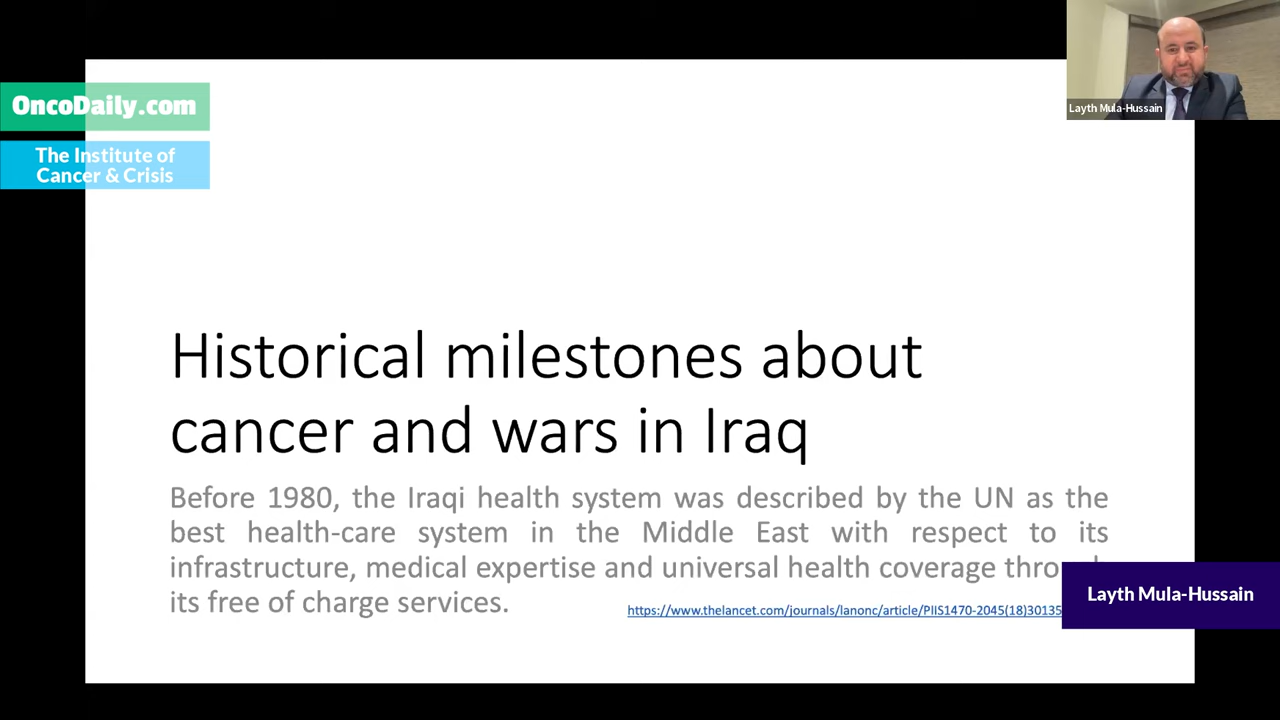 OncoDaily.com
The Institute of
Cancer & Crisis
Layth Mula-Hussain
Historical milestones about
cancer and wars in Iraq
Before 1980, the Iraqi health system was described by the UN as the
best health-care system in the Middle East with respect to its
infrastructure, medical expertise and universal health coverage
its free of charge services.
https://www.thelancet.com/journals/lanonc/article/PIIS1470-2045(18)30135
Layth Mula-Hussain